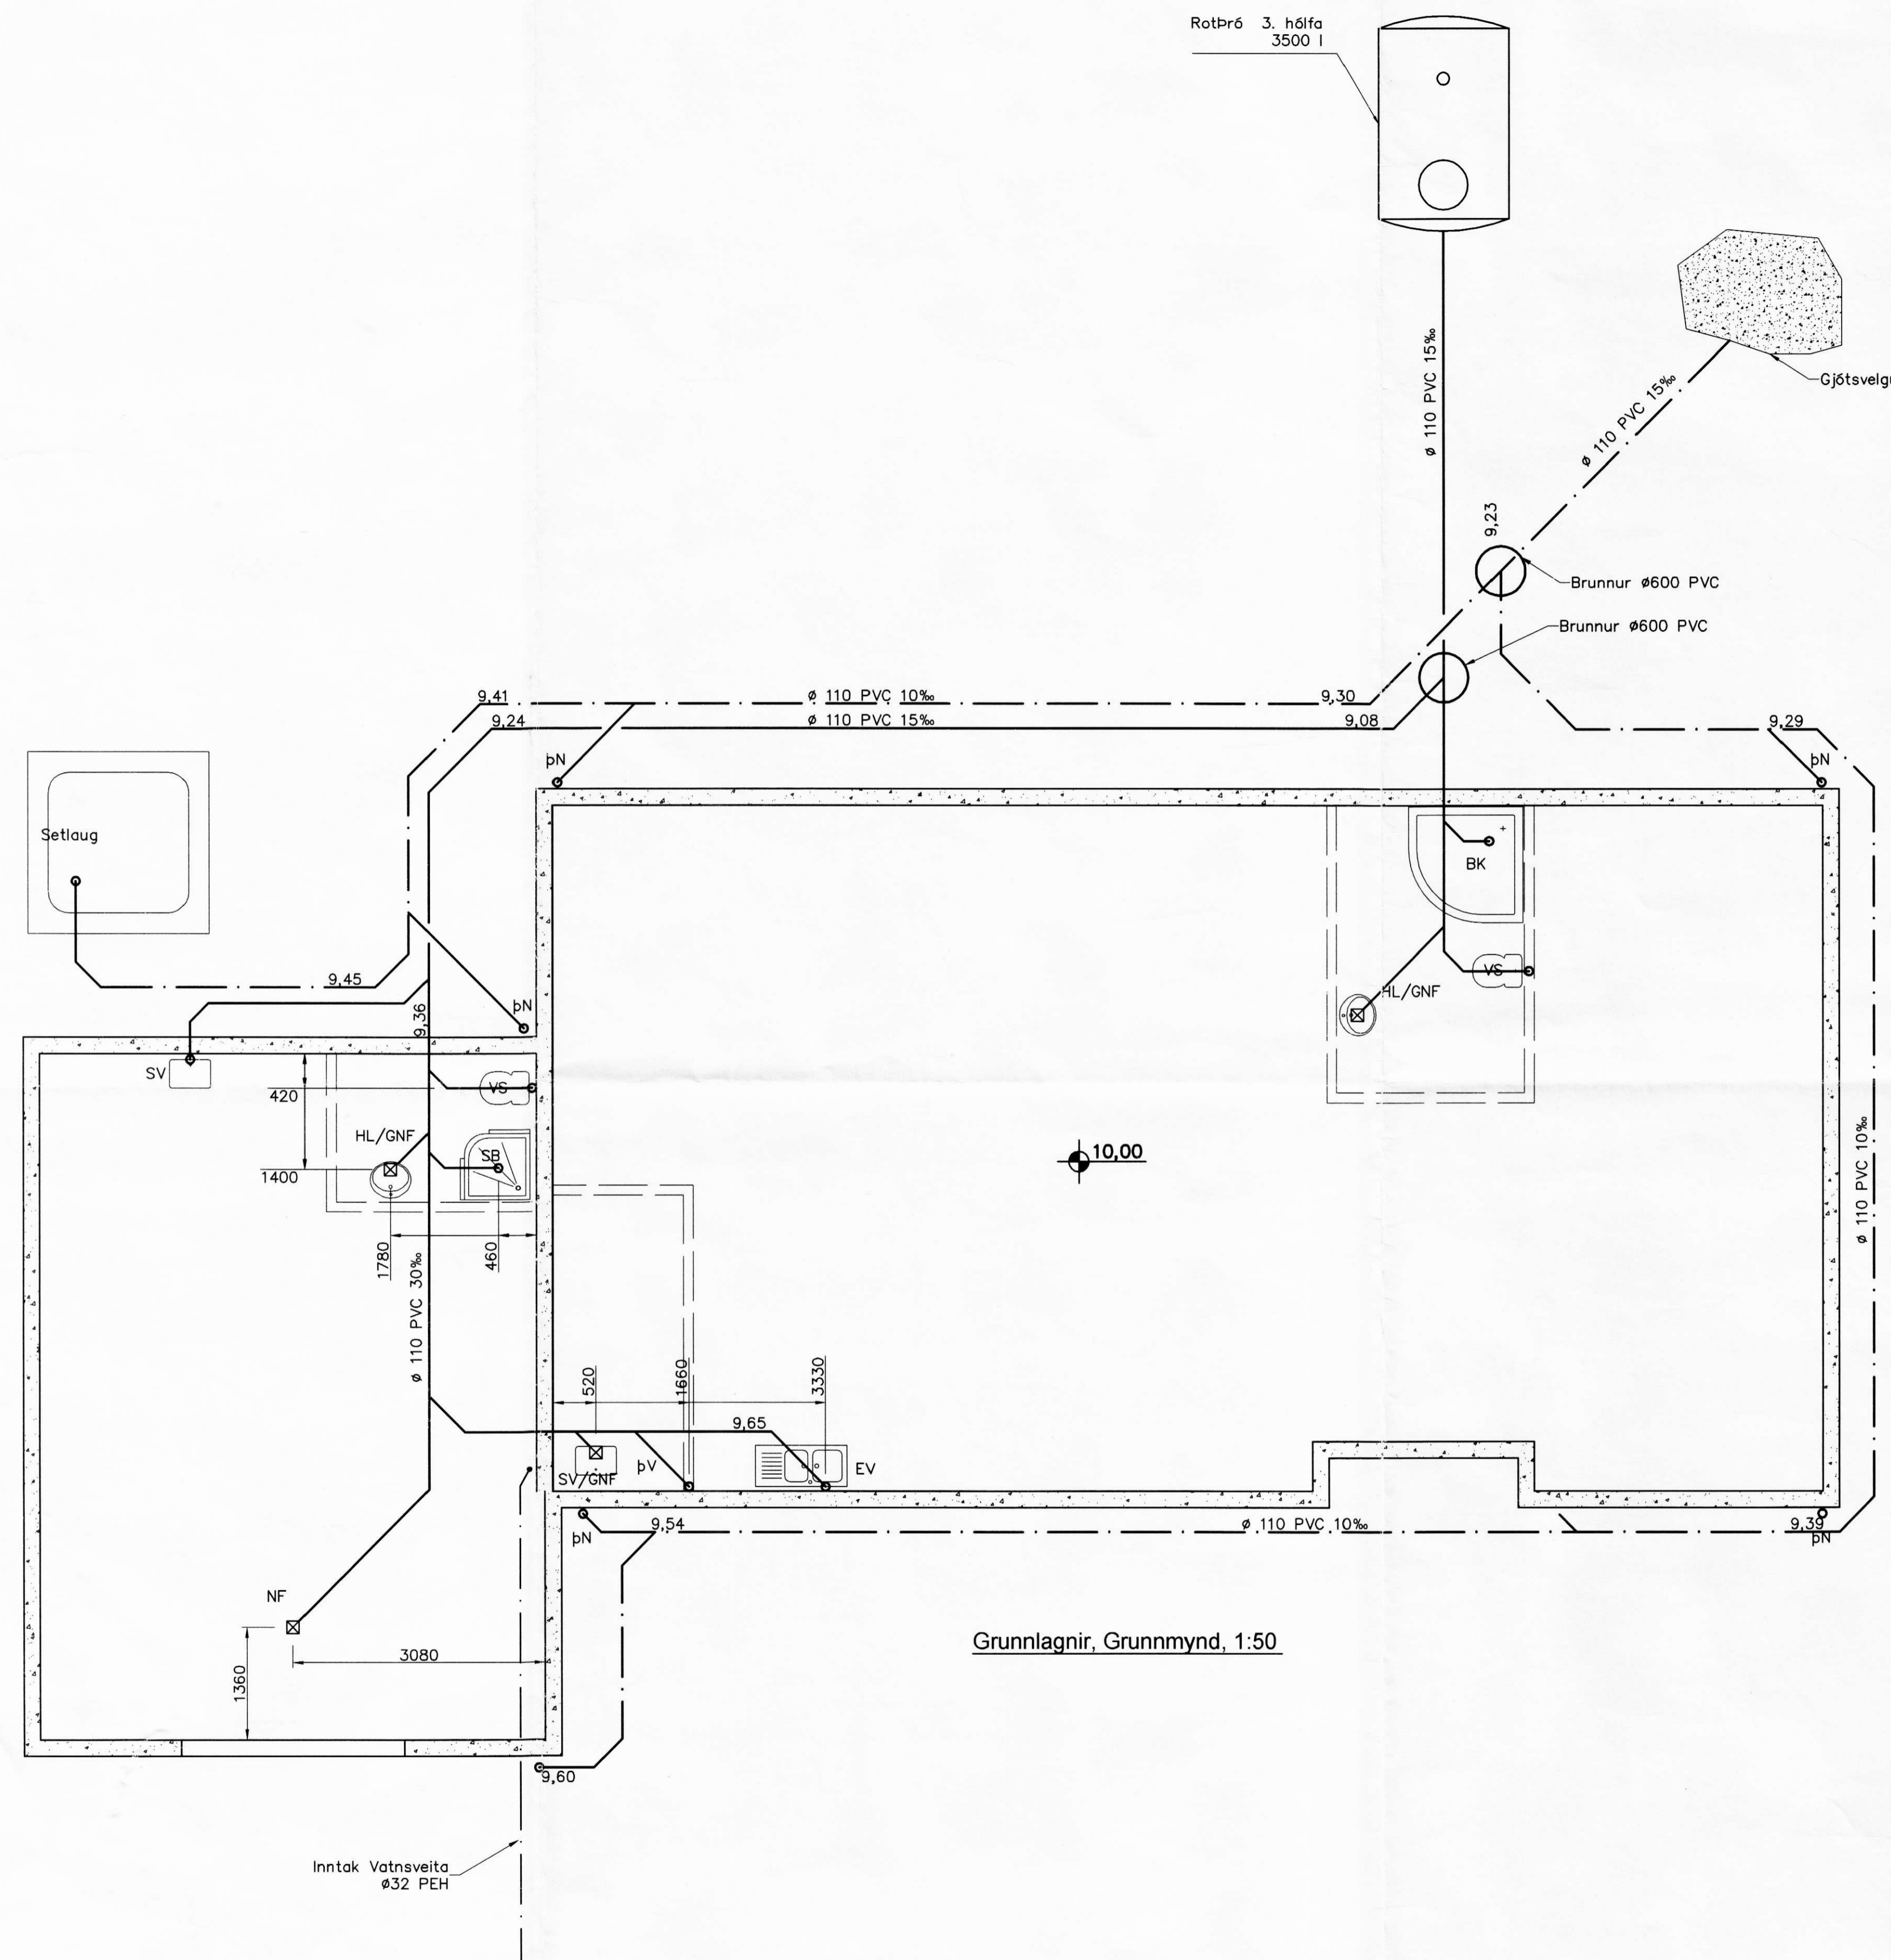 RotÞró 3. hólfa
3500 l
ø 110 PVC 15‰
ø 110 PVC 15‰
9,23
Brunnur ø600 PVC
Brunnur ø600 PVC
9,41
ø 110 PVC 10‰
9,30
9,24
ø 110 PVC 15‰
9,08
9,29
þN
þN
Setlaug
BK
9,45
VS
HL/GNF
þN
9,36
SV
420
VS
HL/GNF
SB
1400
10,00
ø 110 PVC 10‰
1780
460
ø 110 PVC 30‰
520
1660
3330
9,65
SV/GNF
þV
EV
þN
9,54
ø 110 PVC 10‰
9,39
þN
NF
3080
1360
Grunnlagnir, Grunnmynd, 1:50
9,60
Inntak Vatnsveita
ø32 PEH